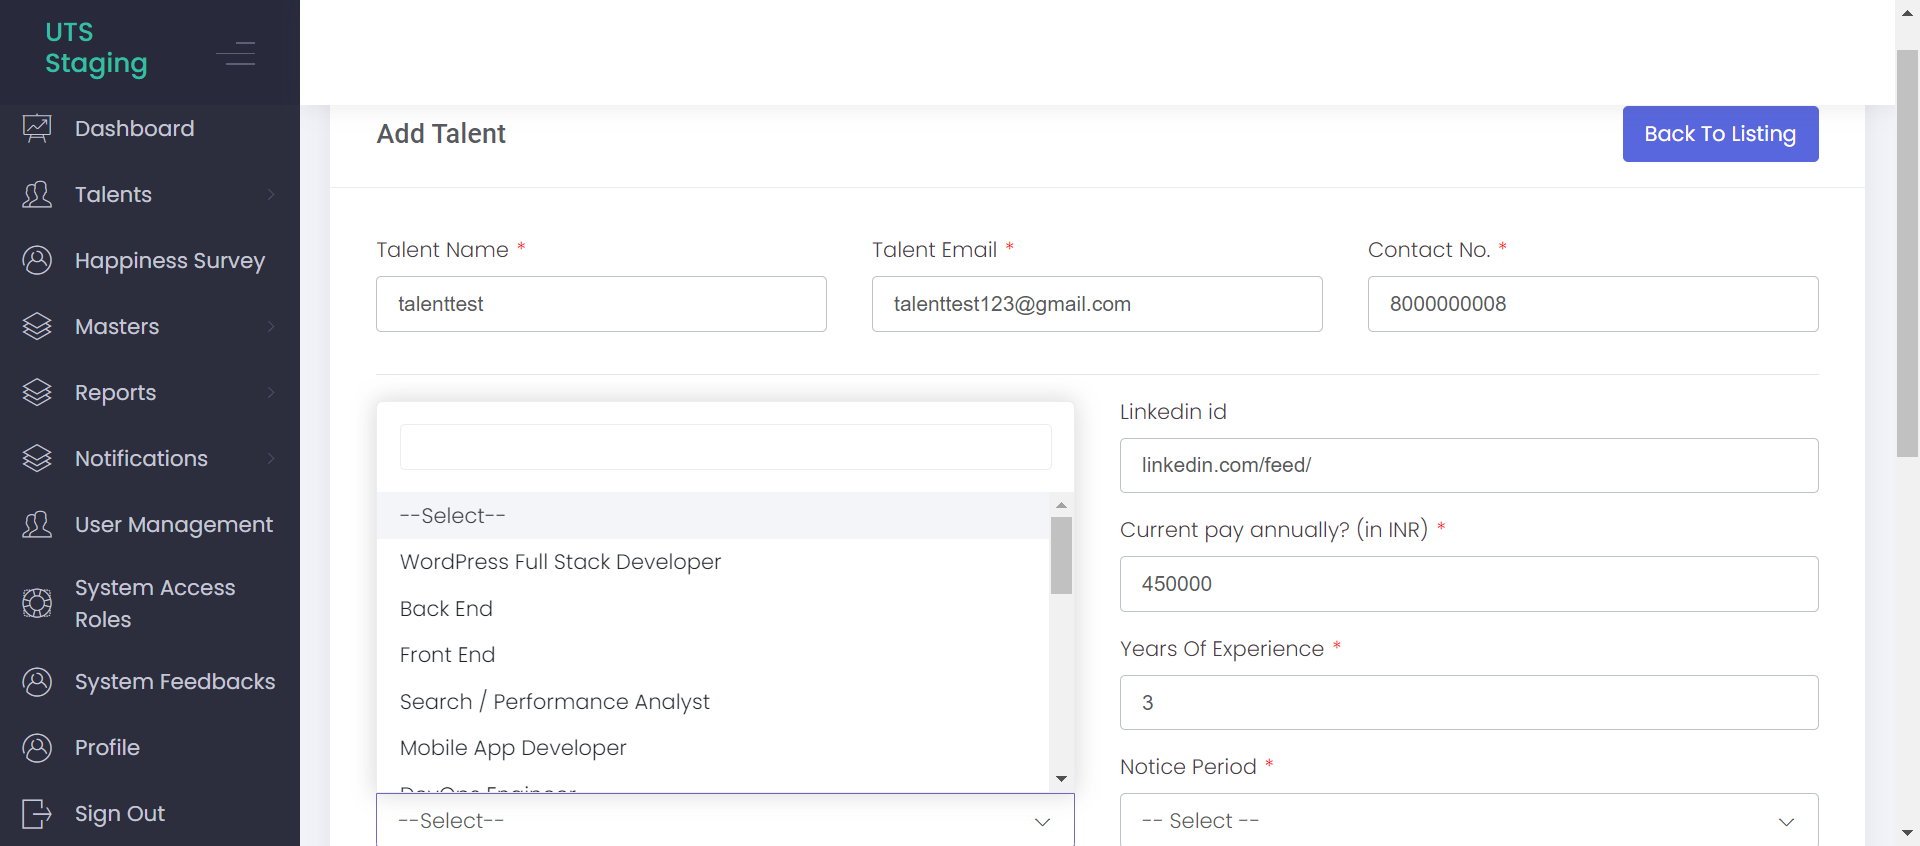 UTS
Staging
Dashboard
Talents
Happiness Survey
Masters
Reports
Notifications
User Management
System Access
Roles
System Feedbacks
Profile
Sign Out
Add Talent
Back To Listing
Talent Name *
Talent Email *
Contact No. *
talenttest
talenttest123@gmail.com
8000000008
--Select--
WordPress Full Stack Developer
Back End
Front End
Search / Performance Analyst
Mobile App Developer
DevOps Engineer
--Select--
Linkedin id
linkedin.com/feed/
Current pay annually? (in INR) *
450000
Years Of Experience *
3
Notice Period *
-- Select --